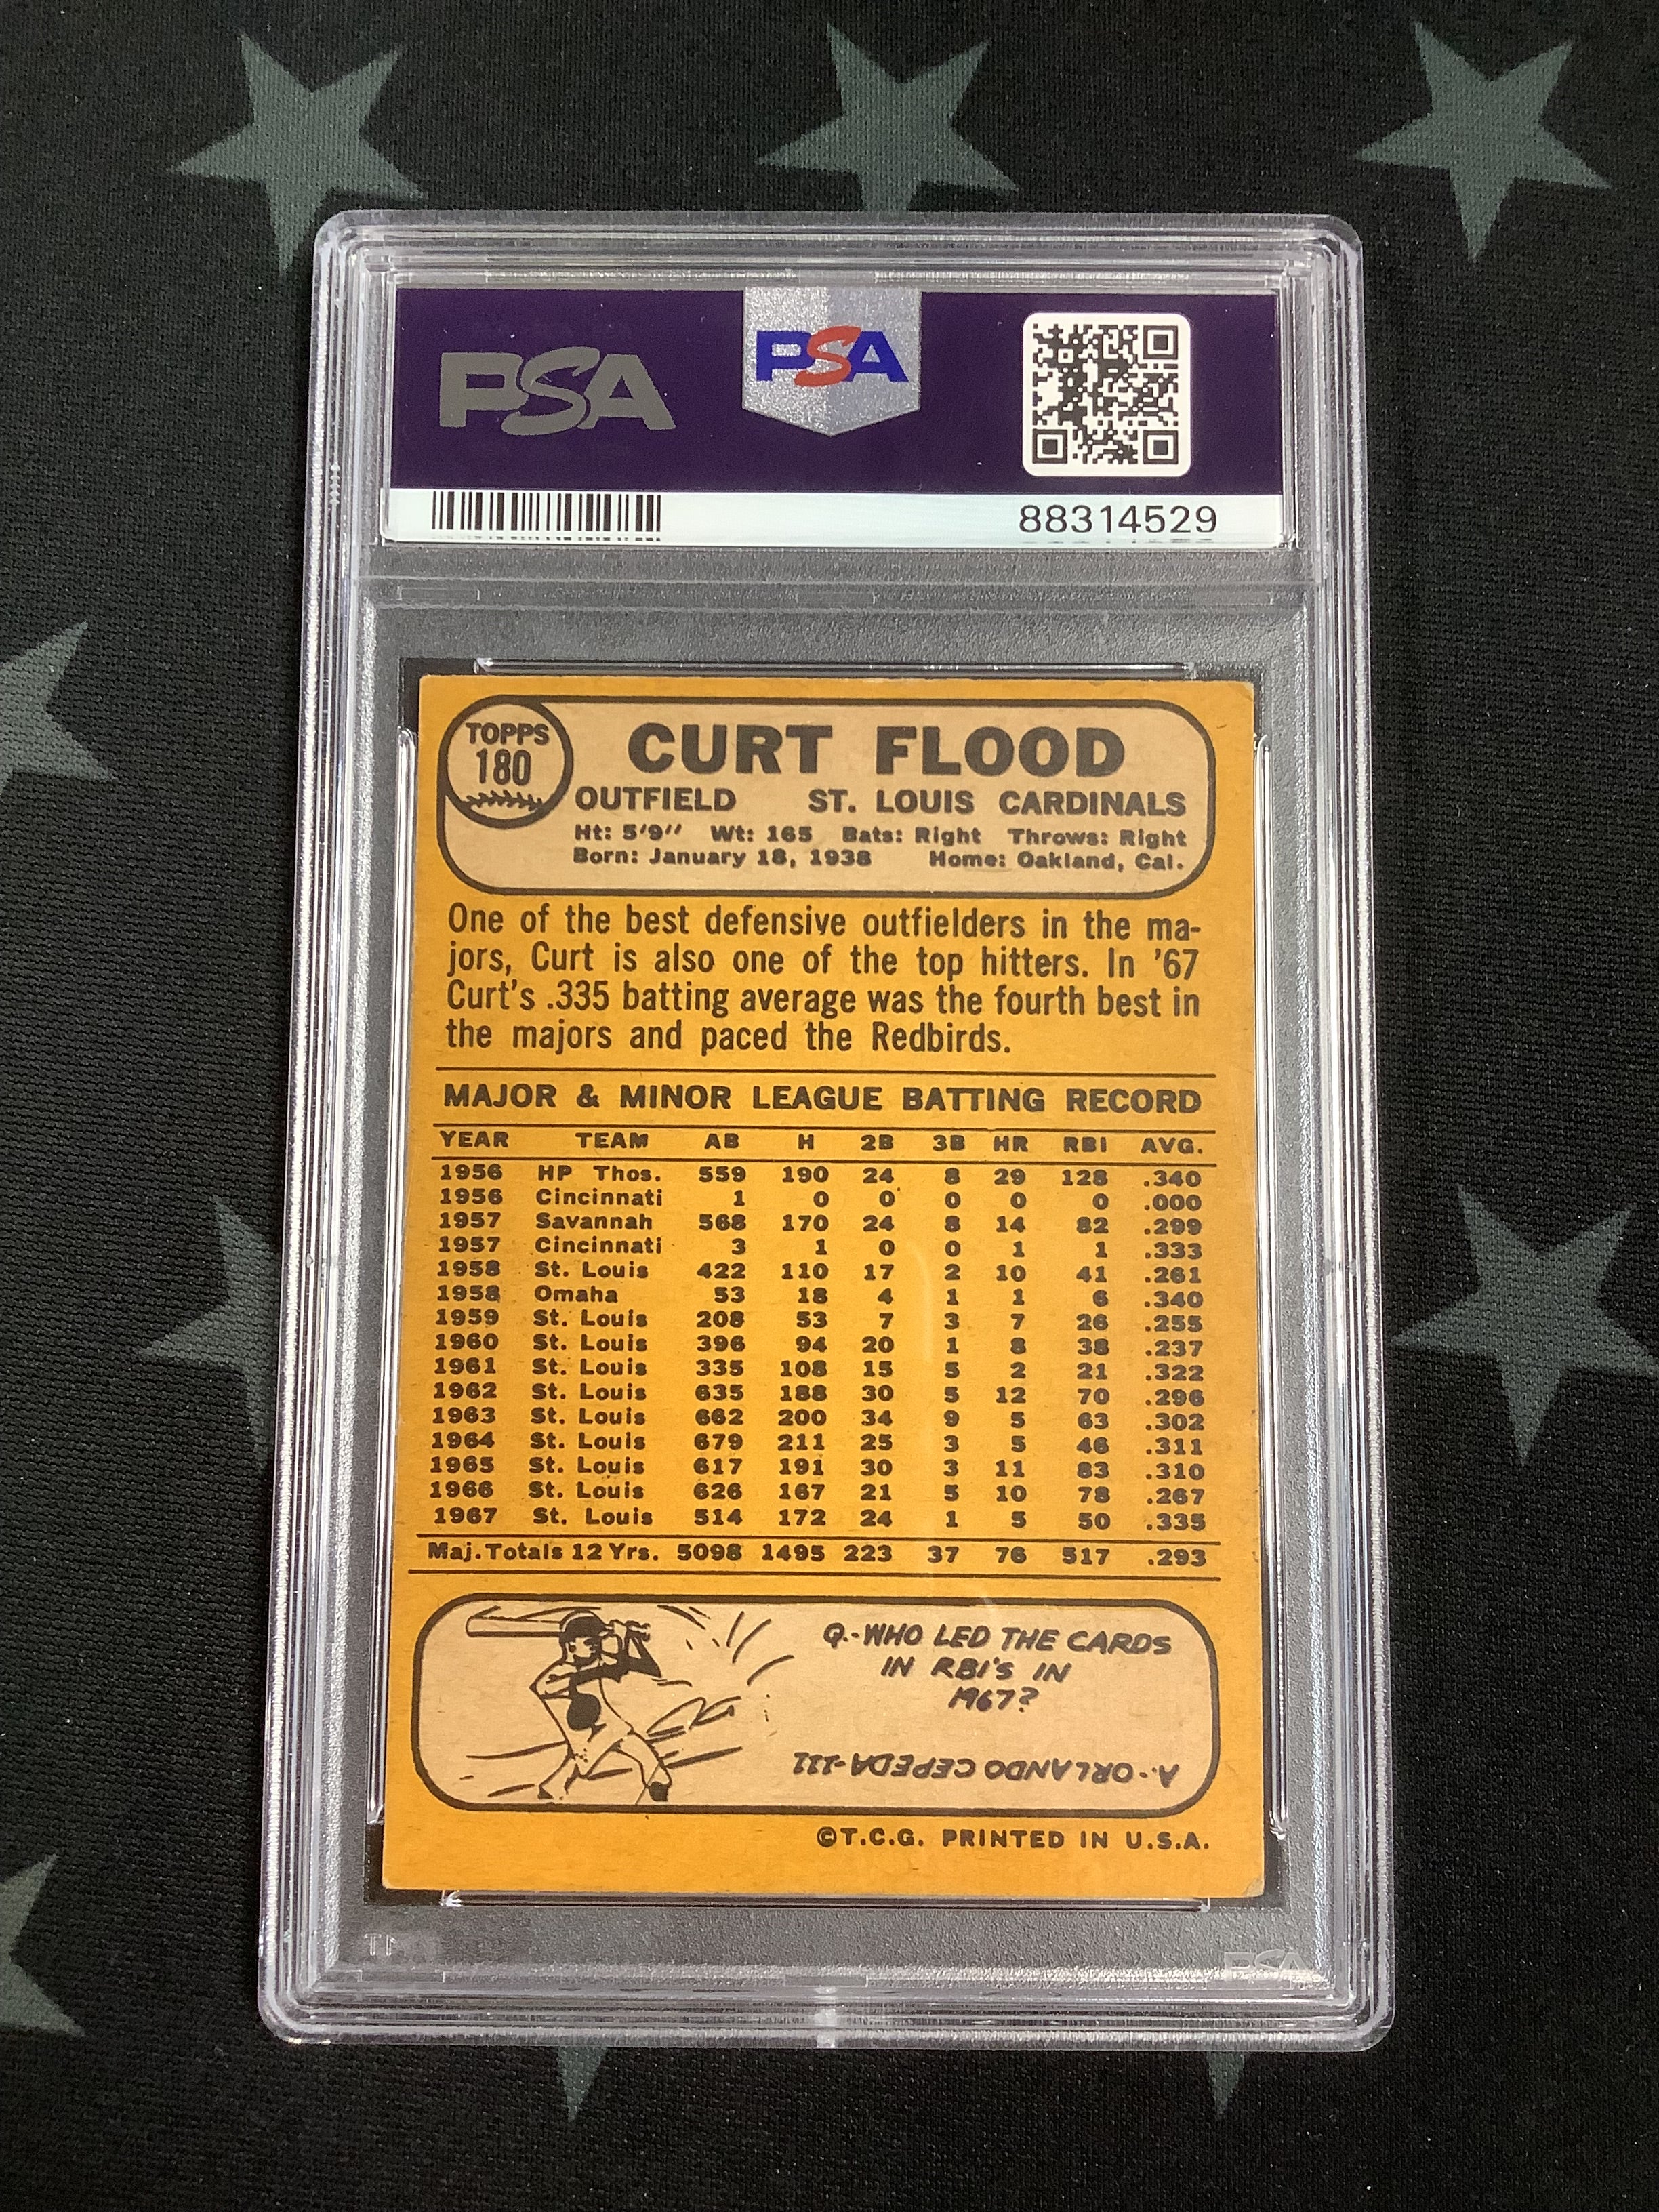 PSA
PSA
88314529
TOPPS
180
CURT FLOOD
OUTFIELD ST. LOUIS CARDINALS
Ht: 5'9'' Wt: 165 Bats: Right Throws: Right
Born: January 18, 1938 Home: Oakland, Cal.
One of the best defensive outfielders in the ma-
jors, Curt is also one of the top hitters. In '67
Curt's .335 batting average was the fourth best in
the majors and paced the Redbirds.
MAJOR & MINOR LEAGUE BATTING RECORD
YEAR TEAM AB H 2B 3B HR RBI AVG.
1956 HP Thos. 559 190 24 8 29 128 .340
1956 Cincinnati 1 0 0 0 0 0 .000
1957 Savannah 568 170 24 8 14 82 .299
1957 Cincinnati 3 1 0 0 1 1 .333
1958 St. Louis 422 110 17 2 10 41 .261
1958 Omaha 53 18 4 1 1 6 .340
1959 St. Louis 208 53 7 3 7 26 .255
1960 St. Louis 396 94 20 1 8 38 .237
1961 St. Louis 335 108 15 5 2 21 .322
1962 St. Louis 635 188 30 5 12 70 .296
1963 St. Louis 662 200 34 9 5 63 .302
1964 St. Louis 679 211 25 3 5 46 .311
1965 St. Louis 617 191 30 3 11 83 .310
1966 St. Louis 626 167 21 5 10 78 .267
1967 St. Louis 514 172 24 1 5 50 .335
Maj. Totals 12 Yrs. 5098 1495 223 37 76 517 .293
Q.-WHO LED THE CARDS
IN RBI'S IN
1967?
A.-ORLANDO CEPEDA-111
©T.C.G. PRINTED IN U.S.A.
PSA